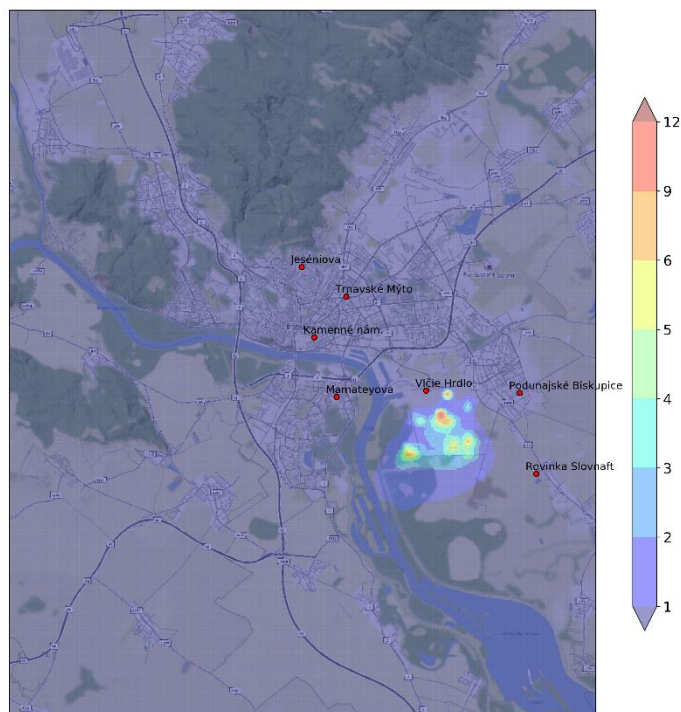 12
9
6
5
4
3
2
1
Jeséniova
Trnavské Mýto
Kamenné nám.
Mamateyova
Vlčie Hrdlo
Podunajské Biskupice
Rovinka Slovnaft